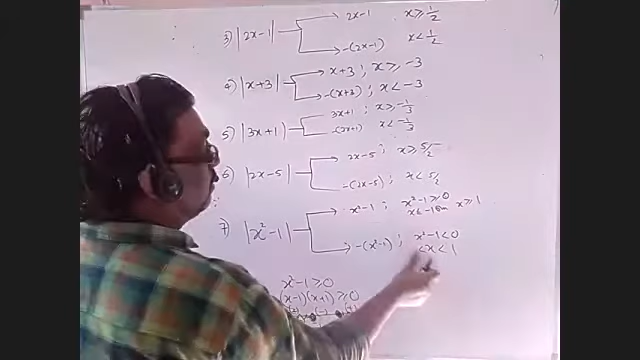 3) |2x-1| 2x-1 x≥1/2
-(2x-1) x<1/2
4) |x+3| x+3 ; x≥-3
-(x+3) ; x<-3
5) |3x+1| 3x+1 ; x≥-1/3
-(3x+1) x<-1/3
6) |2x-5| 2x-5 ; x≥5/2
-(2x-5) ; x<5/2
7) |x²-1| x²-1 ; x²-1≥0
x≤-1 x≥1
-(x²-1) ; x²-1<0
<x<1
x²-1≥0
(x-1)(x+1)≥0